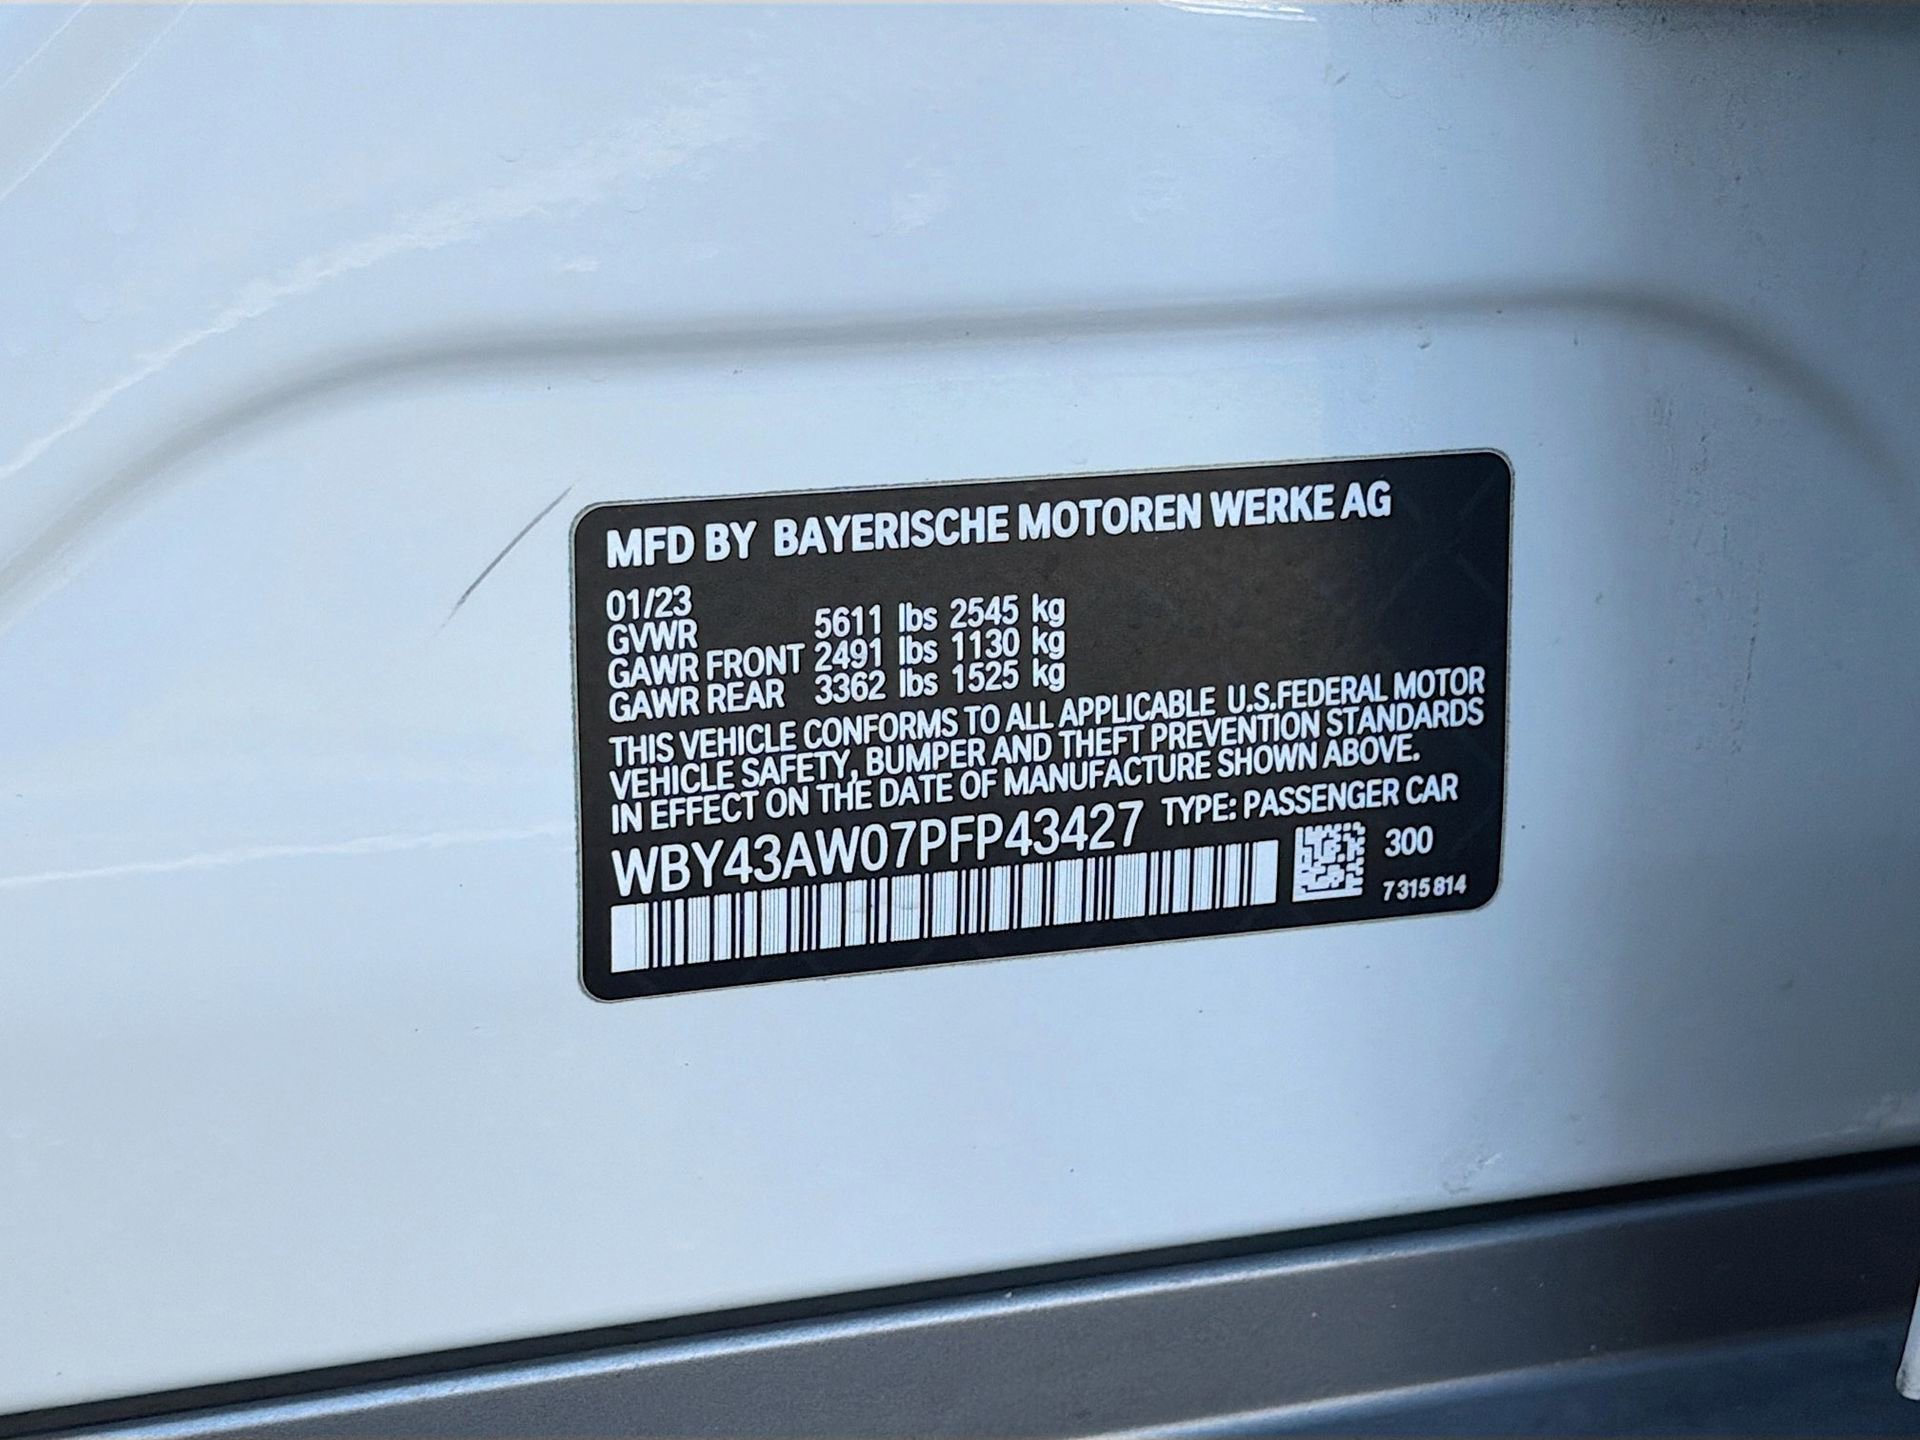 MFD BY BAYERISCHE MOTOREN WERKE AG
01/23
GVWR 5611 lbs 2545 kg
GAWR FRONT 2491 lbs 1130 kg
GAWR REAR 3362 lbs 1525 kg
THIS VEHICLE CONFORMS TO ALL APPLICABLE U.S.FEDERAL MOTOR
VEHICLE SAFETY, BUMPER AND THEFT PREVENTION STANDARDS
IN EFFECT ON THE DATE OF MANUFACTURE SHOWN ABOVE.
WBY43AW07PFP43427 TYPE: PASSENGER CAR
300
7 315 814